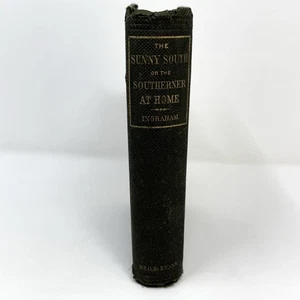 THE
SUNNY SOUTH
OR THE
SOUTHERNER
AT HOME
INGRAHAM